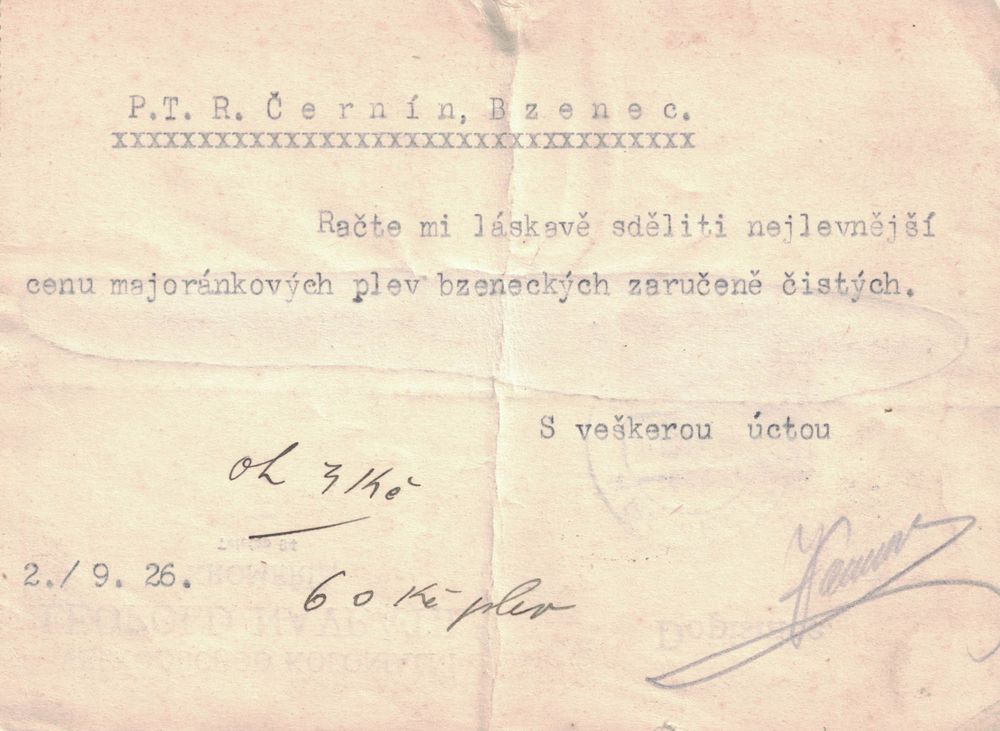 P.T. R. Černín, Bzenec.
xxxxxxxxxxxxxxxxxxxxxxxxxxxxxxxxxx
Račte mi láskavě sděliti nejlevnější
cenu majoránkových plev bzeneckých zaručeně čistých.
S veškerou úctou
Kč
2./ 9. 26.
60 Kč plev